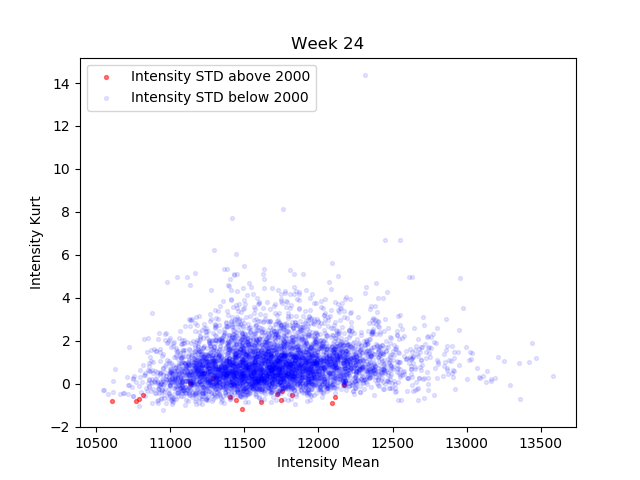 Week 24
Intensity STD above 2000
Intensity STD below 2000
14
12
10
8
6
4
2
0
−2
Intensity Kurt
10500 11000 11500 12000 12500 13000 13500
Intensity Mean